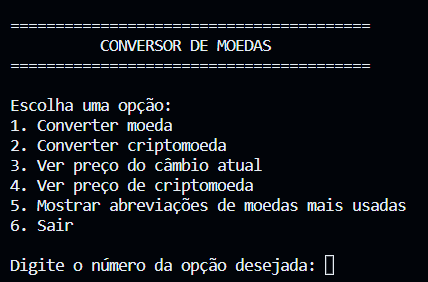 ========================================
CONVERSOR DE MOEDAS
========================================
Escolha uma opção:
1. Converter moeda
2. Converter criptomoeda
3. Ver preço do câmbio atual
4. Ver preço de criptomoeda
5. Mostrar abreviações de moedas mais usadas
6. Sair
Digite o número da opção desejada: